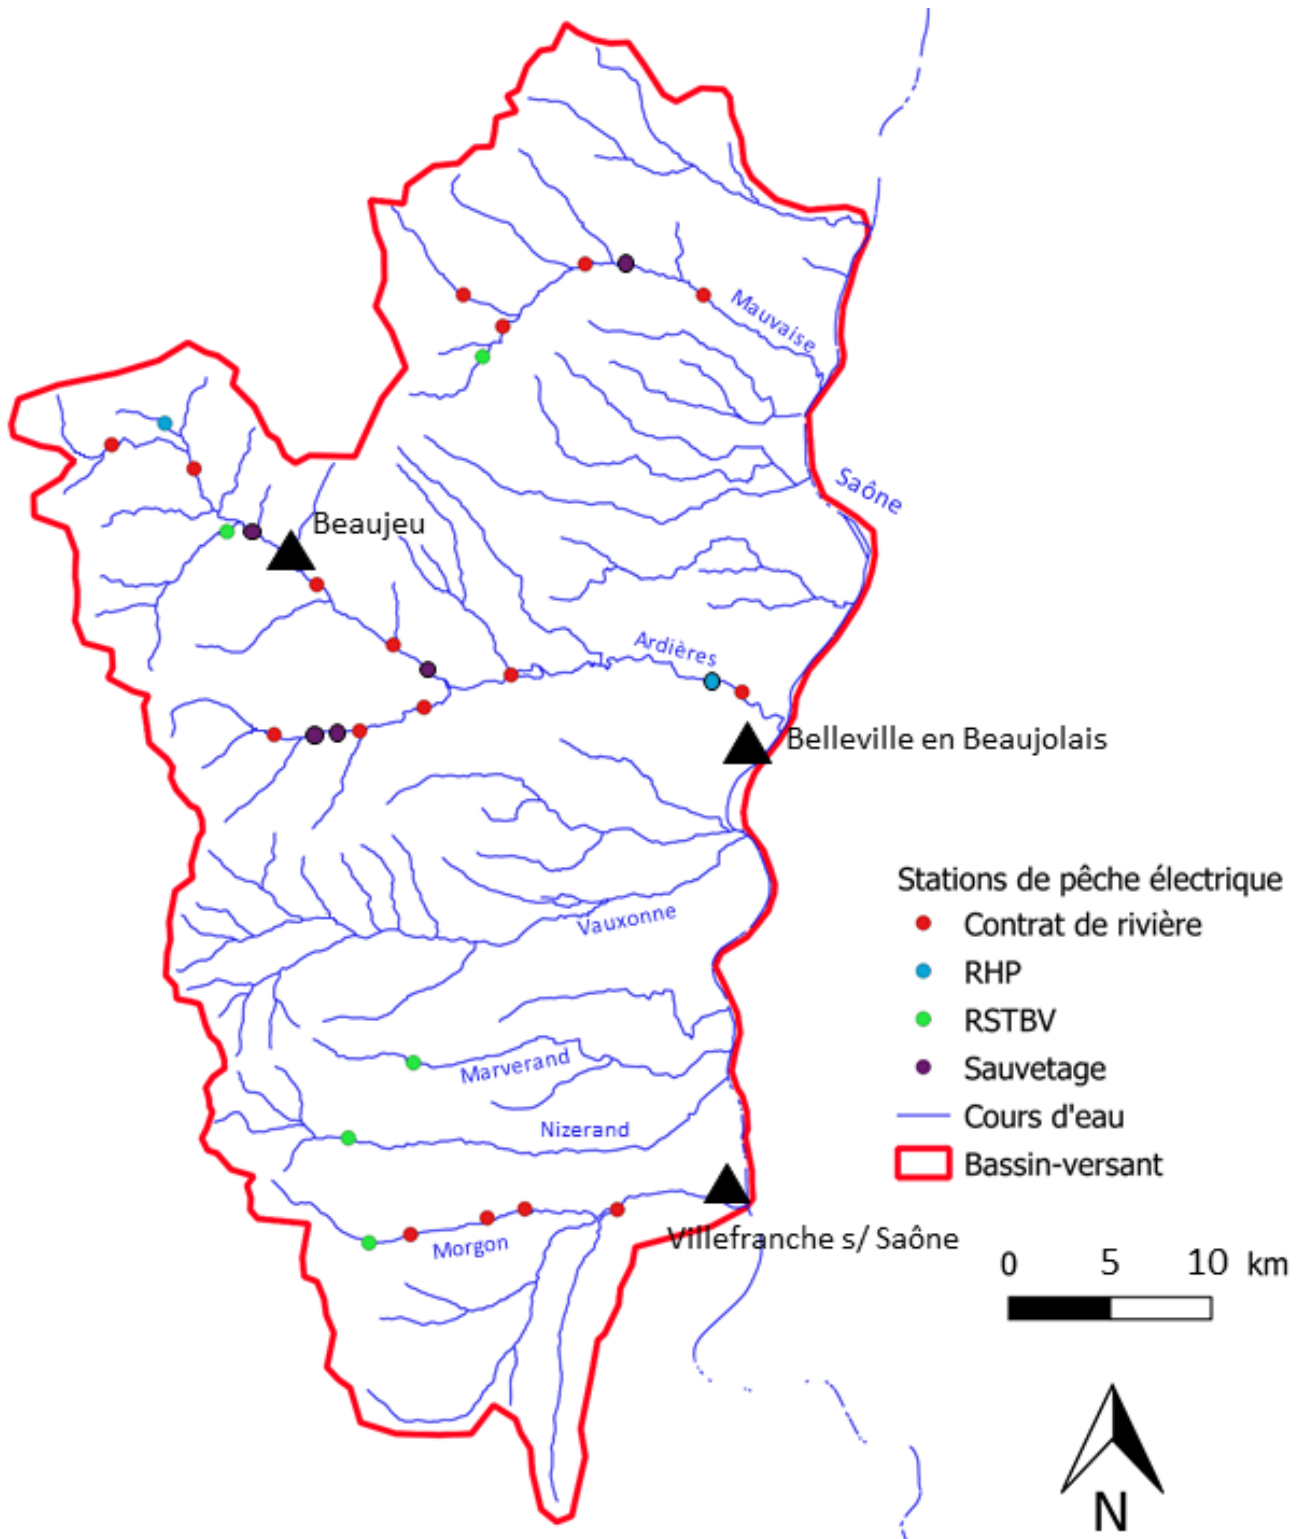 Mauvaise
Saône
Beaujeu
Ardières
Belleville en Beaujolais
Stations de pêche électrique
Contrat de rivière
Vauxonne
RHP
RSTBV
Marverand
Sauvetage
Cours d'eau
Nizerand
Bassin-versant
Morgon
Villefranche s/ Saône
0 5 10 km
N